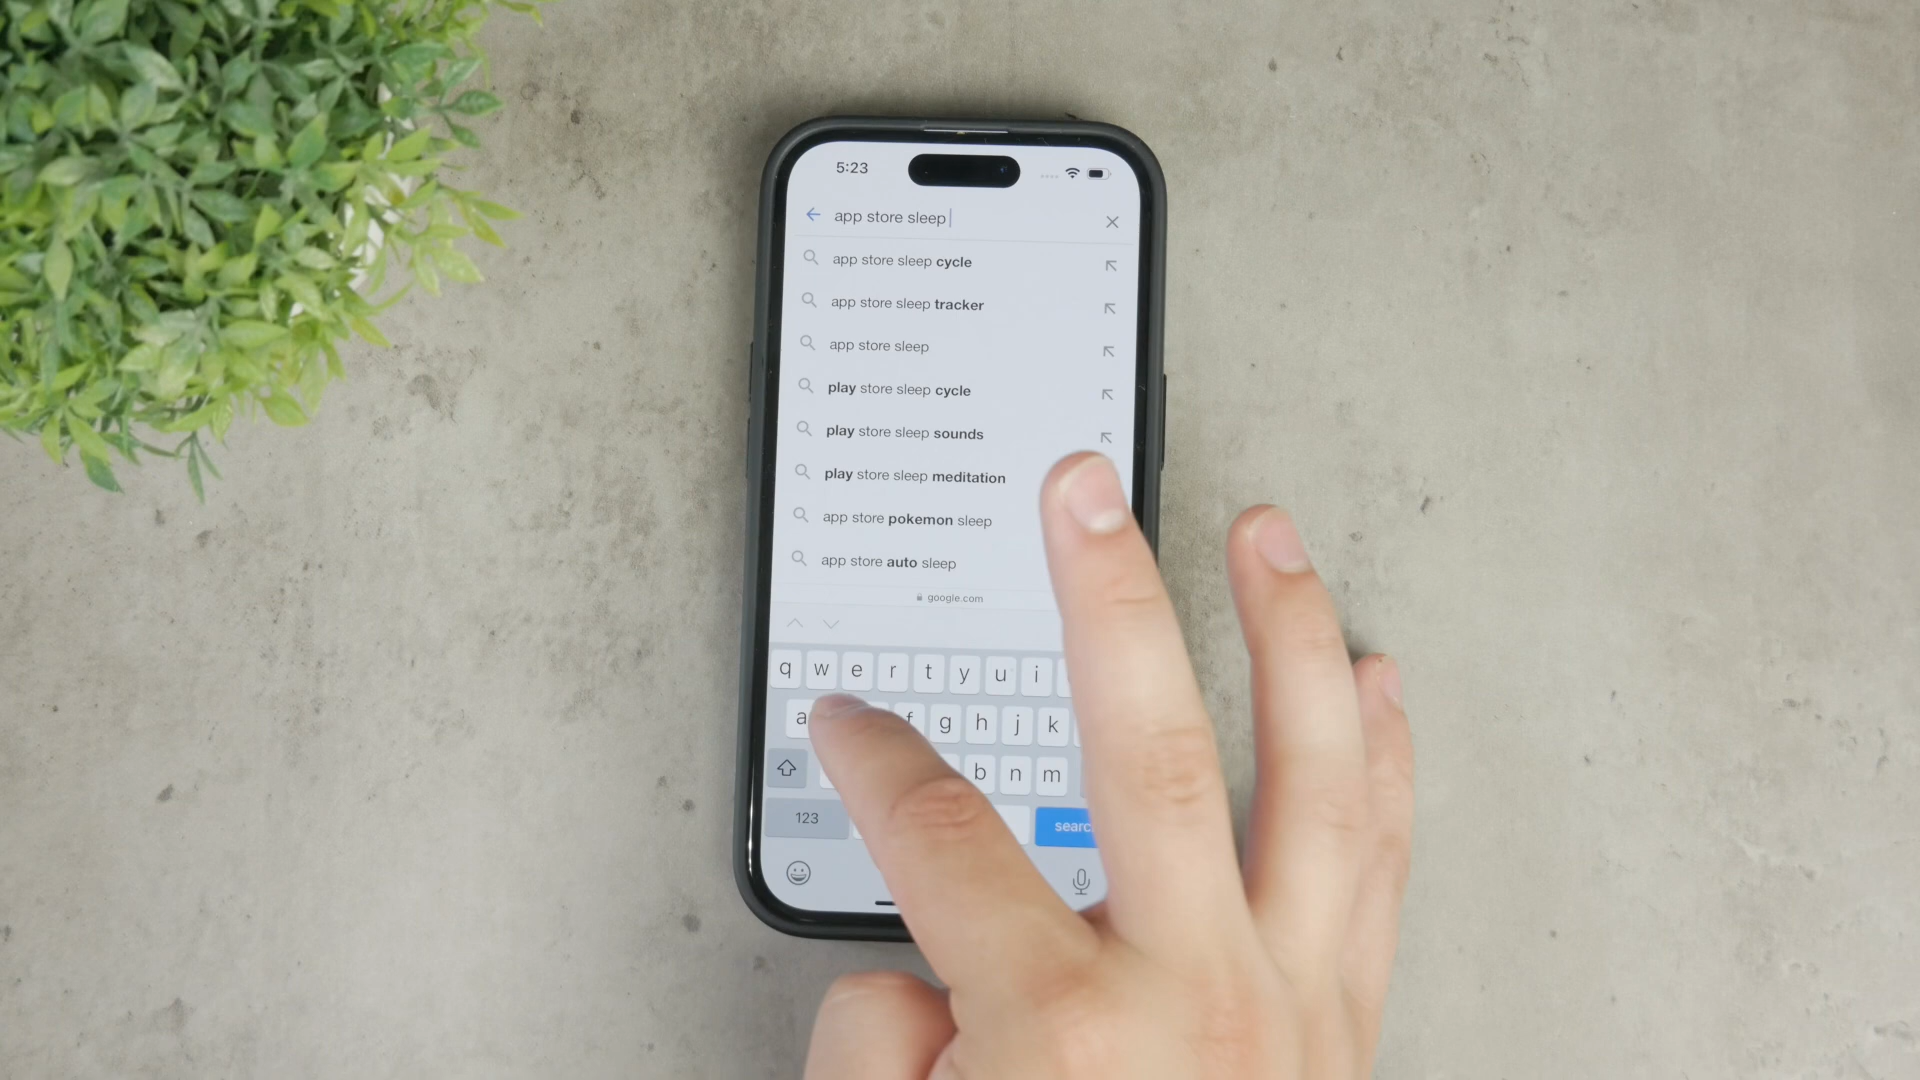 5:23
app store sleep
app store sleep cycle
app store sleep tracker
app store sleep
play store sleep cycle
play store sleep sounds
play store sleep meditation
app store pokemon sleep
app store auto sleep
google.com
q w e r t y u i
a f g h j k
b n m
123